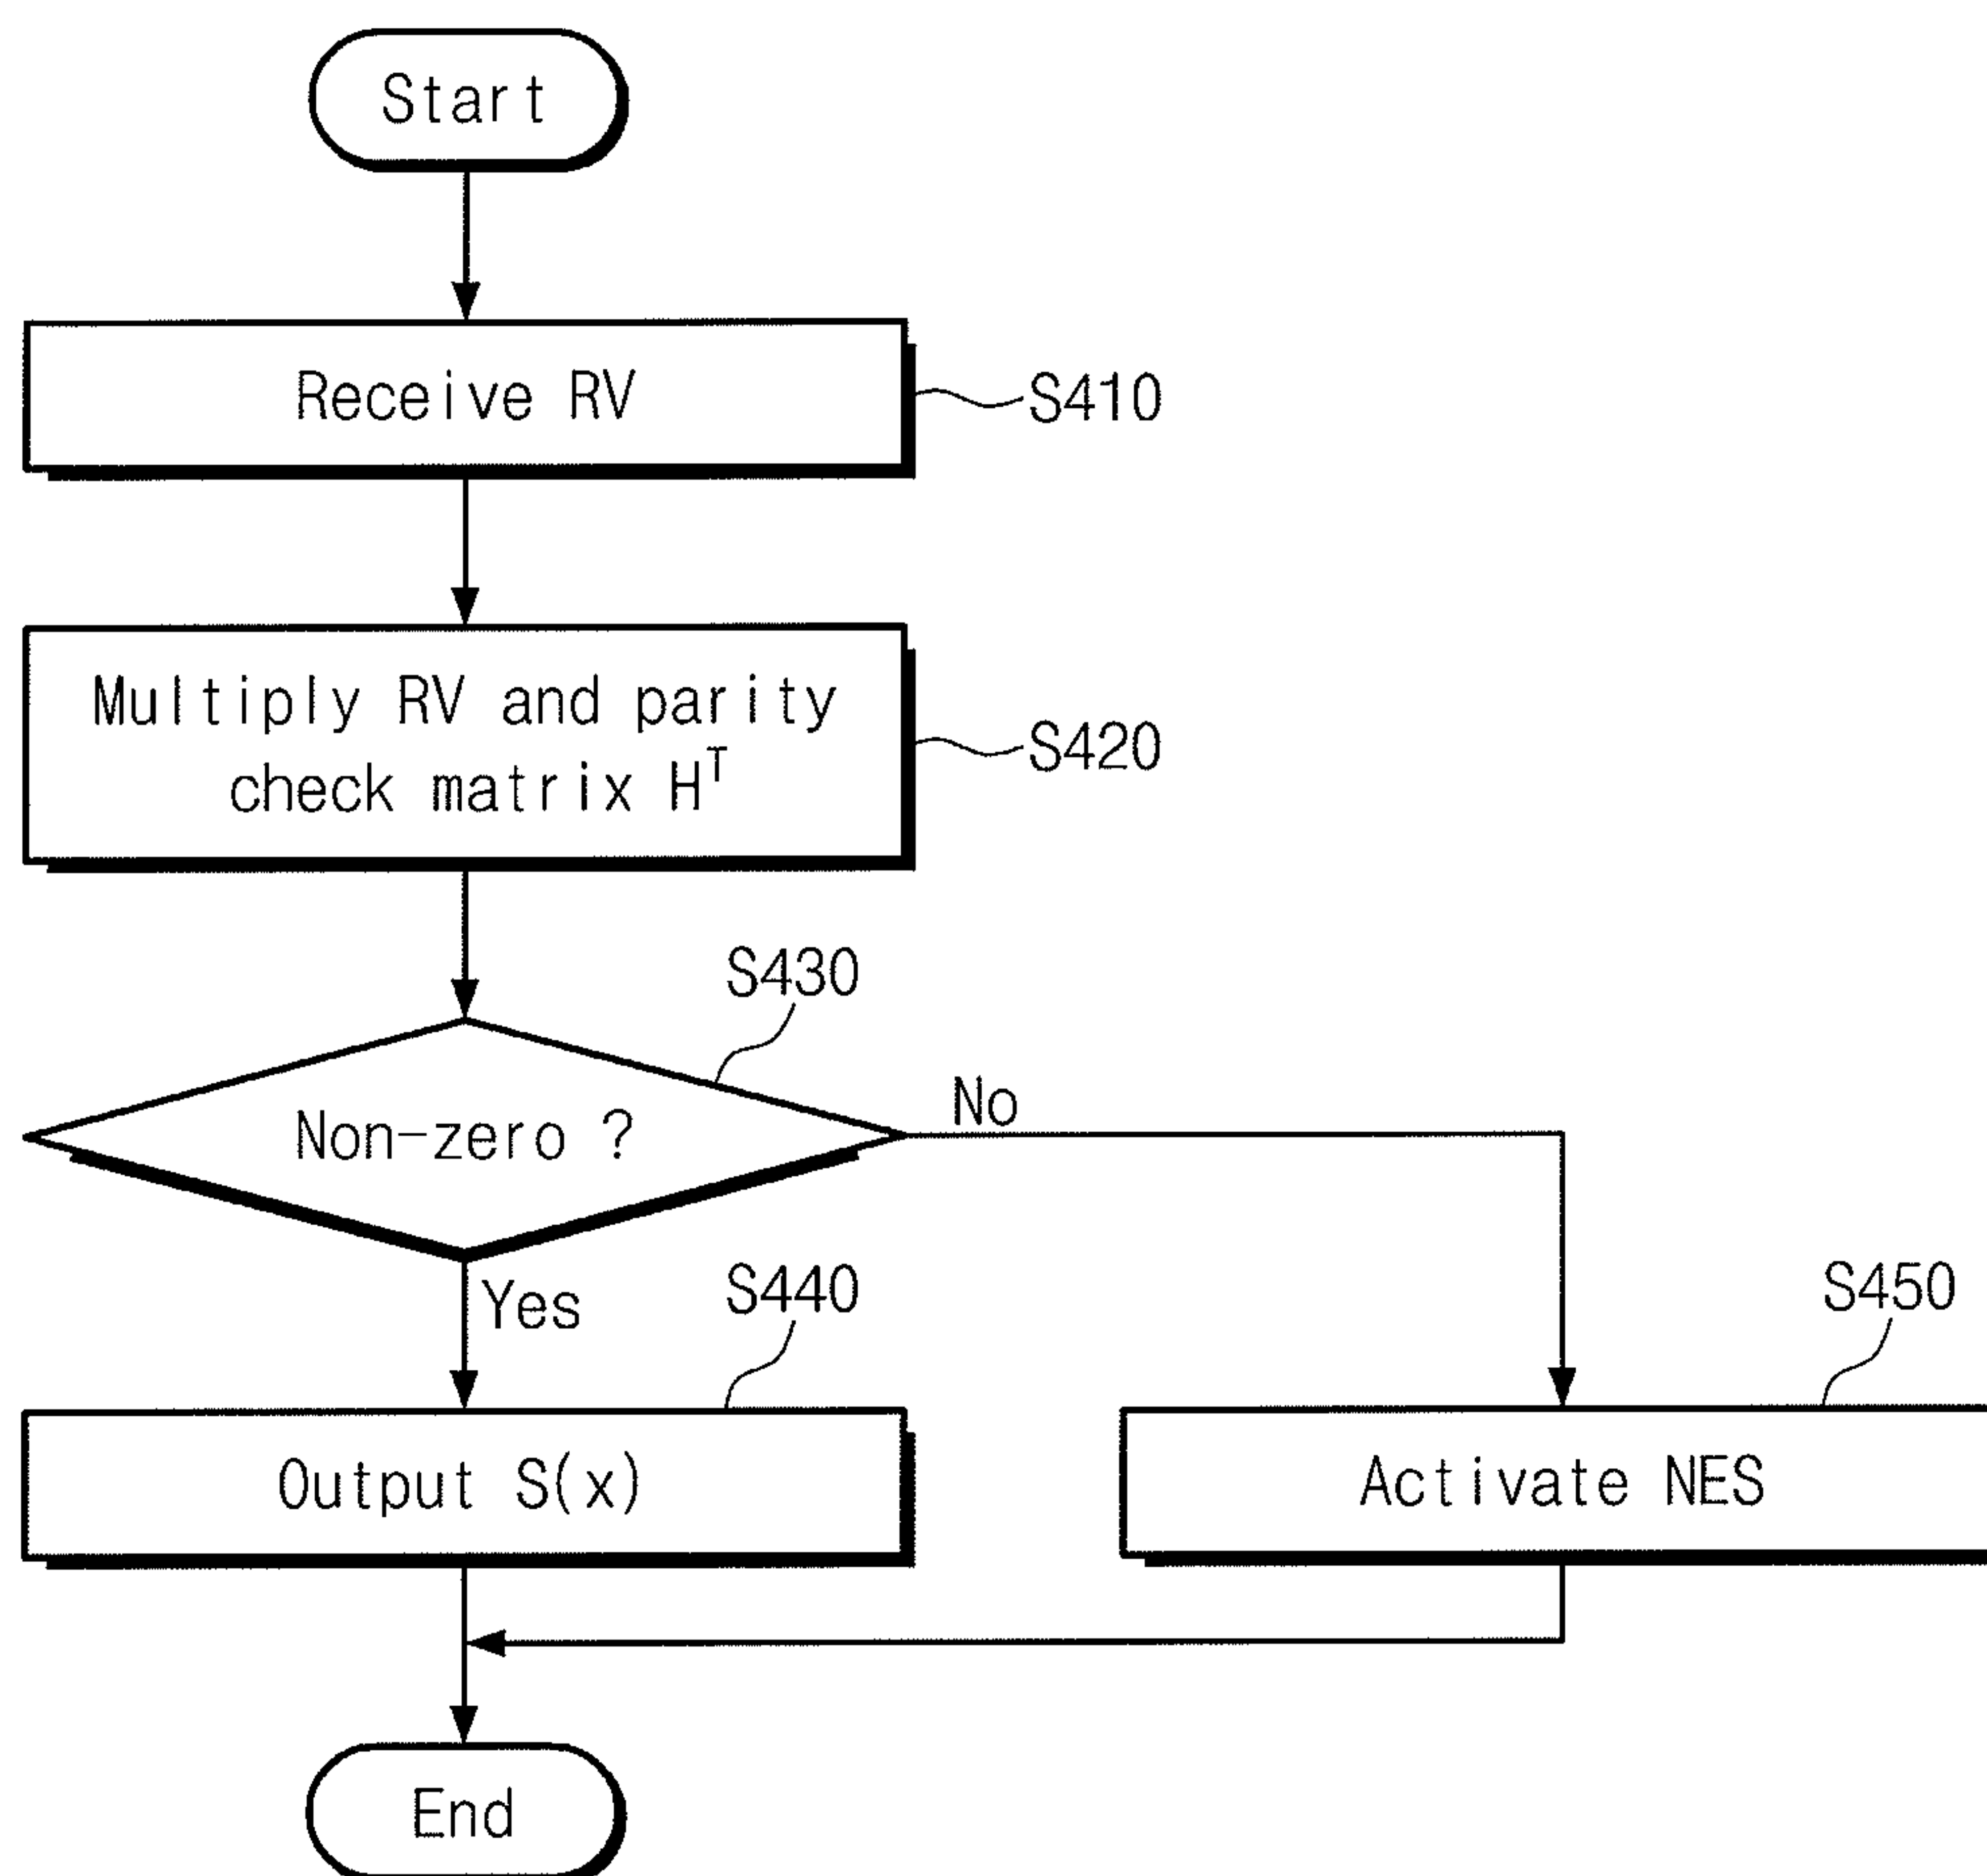 Start
Receive RV
S410
Multiply RV and parity
check matrix Hᵀ
S420
S430
Non-zero ?
No
Yes
S440
S450
Output S(x)
Activate NES
End